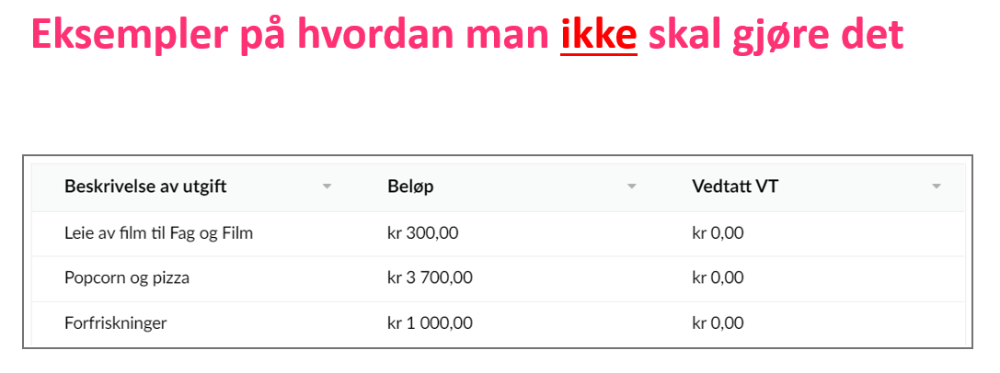 Eksempler på hvordan man ikke skal gjøre det
Beskrivelse av utgift Beløp Vedtatt VT
Leie av film til Fag og Film kr 300,00 kr 0,00
Popcorn og pizza kr 3 700,00 kr 0,00
Forfriskninger kr 1 000,00 kr 0,00